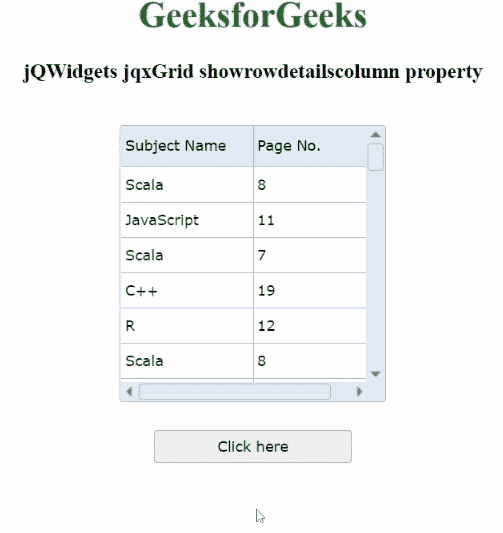 GeeksforGeeks
jQWidgets jqxGrid showrowdetailscolumn property
Subject Name Page No.
Scala 8
JavaScript 11
Scala 7
C++ 19
R 12
Scala 8
Click here